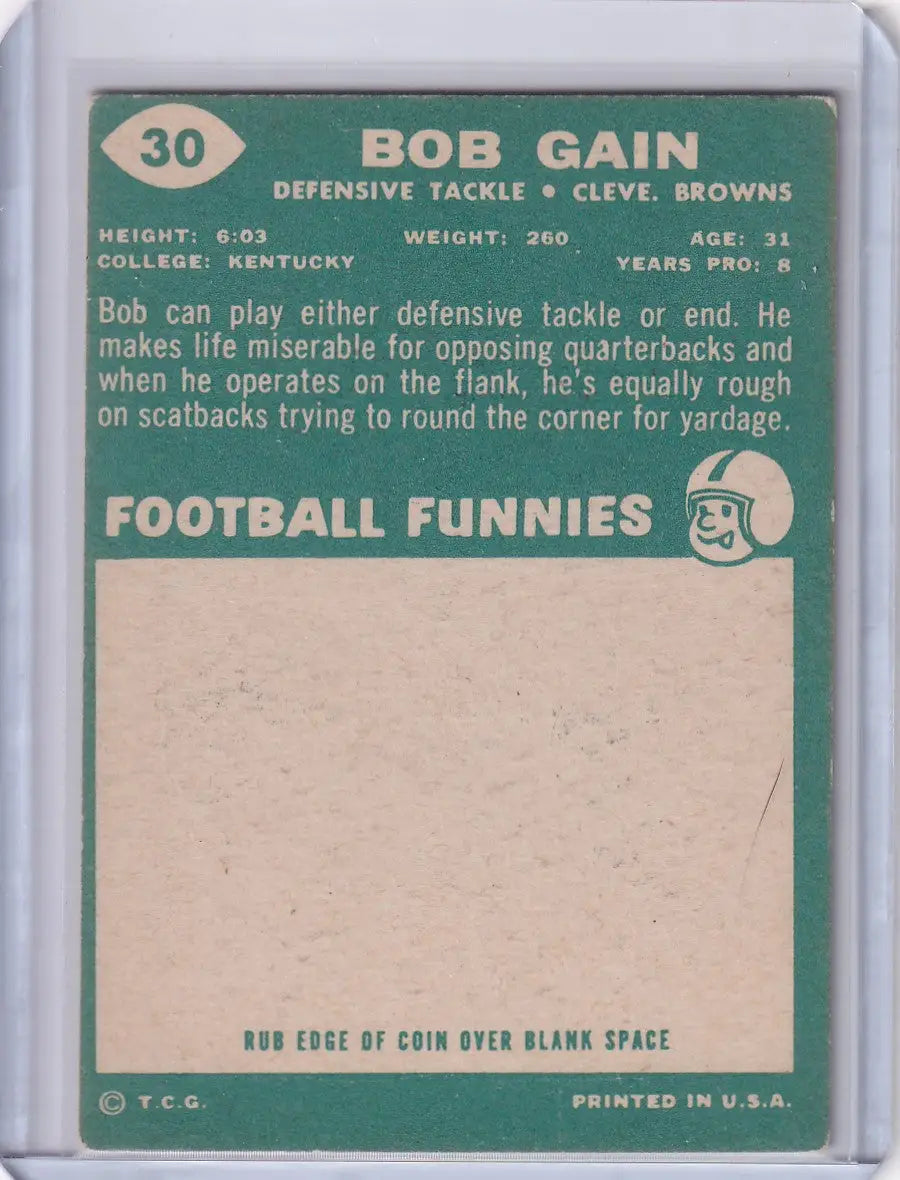 30
BOB GAIN
DEFENSIVE TACKLE • CLEVE. BROWNS
HEIGHT: 6:03 WEIGHT: 260 AGE: 31
COLLEGE: KENTUCKY YEARS PRO: 8
Bob can play either defensive tackle or end. He
makes life miserable for opposing quarterbacks and
when he operates on the flank, he's equally rough
on scatbacks trying to round the corner for yardage.
FOOTBALL FUNNIES
RUB EDGE OF COIN OVER BLANK SPACE
© T.C.G. PRINTED IN U.S.A.